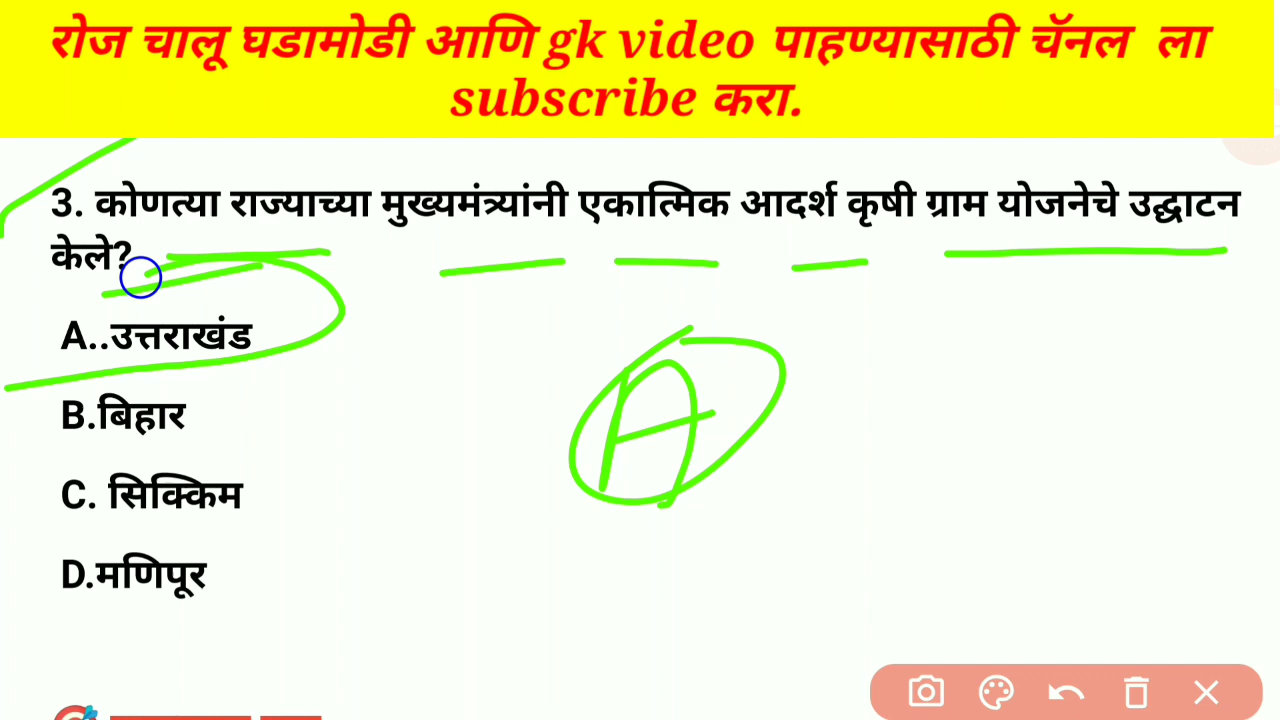 रोज चालू घडामोडी आणि gk video पाहण्यासाठी चॅनल ला
subscribe करा.
3. कोणत्या राज्याच्या मुख्यमंत्र्यांनी एकात्मिक आदर्श कृषी ग्राम योजनेचे उद्घाटन
केले?
A..उत्तराखंड
A
B.बिहार
C. सिक्किम
D.मणिपूर